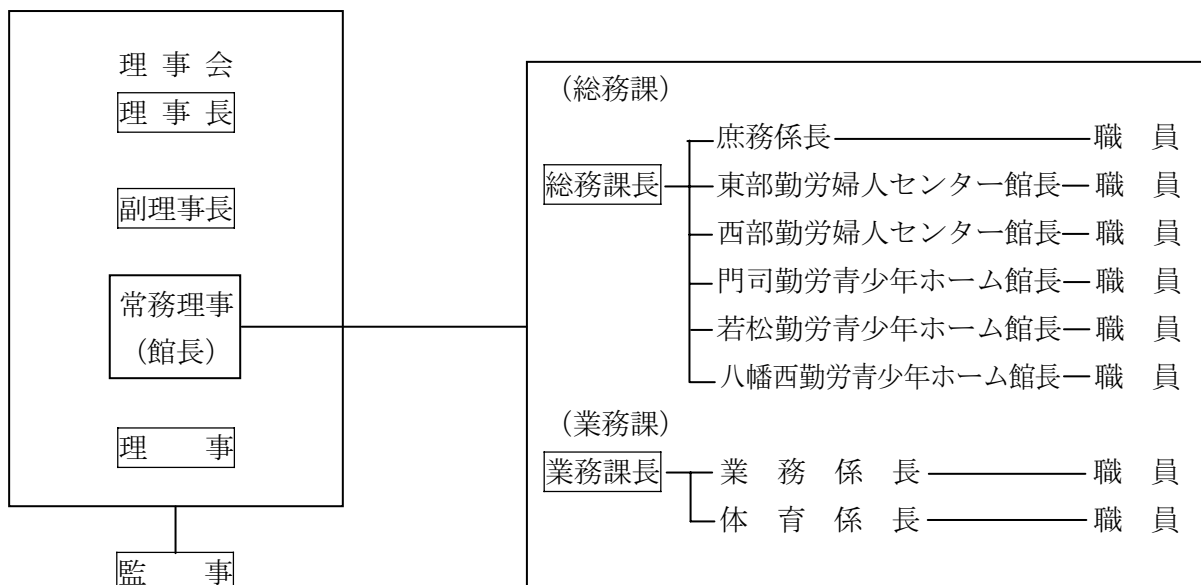 理事会
理事長
副理事長
常務理事
（館長）
理　事
監　事
（総務課）
総務課長
庶務係長 職　員
東部勤労婦人センター館長 職　員
西部勤労婦人センター館長 職　員
門司勤労青少年ホーム館長 職　員
若松勤労青少年ホーム館長 職　員
八幡西勤労青少年ホーム館長 職　員
（業務課）
業務課長
業務係長 職　員
体育係長 職　員